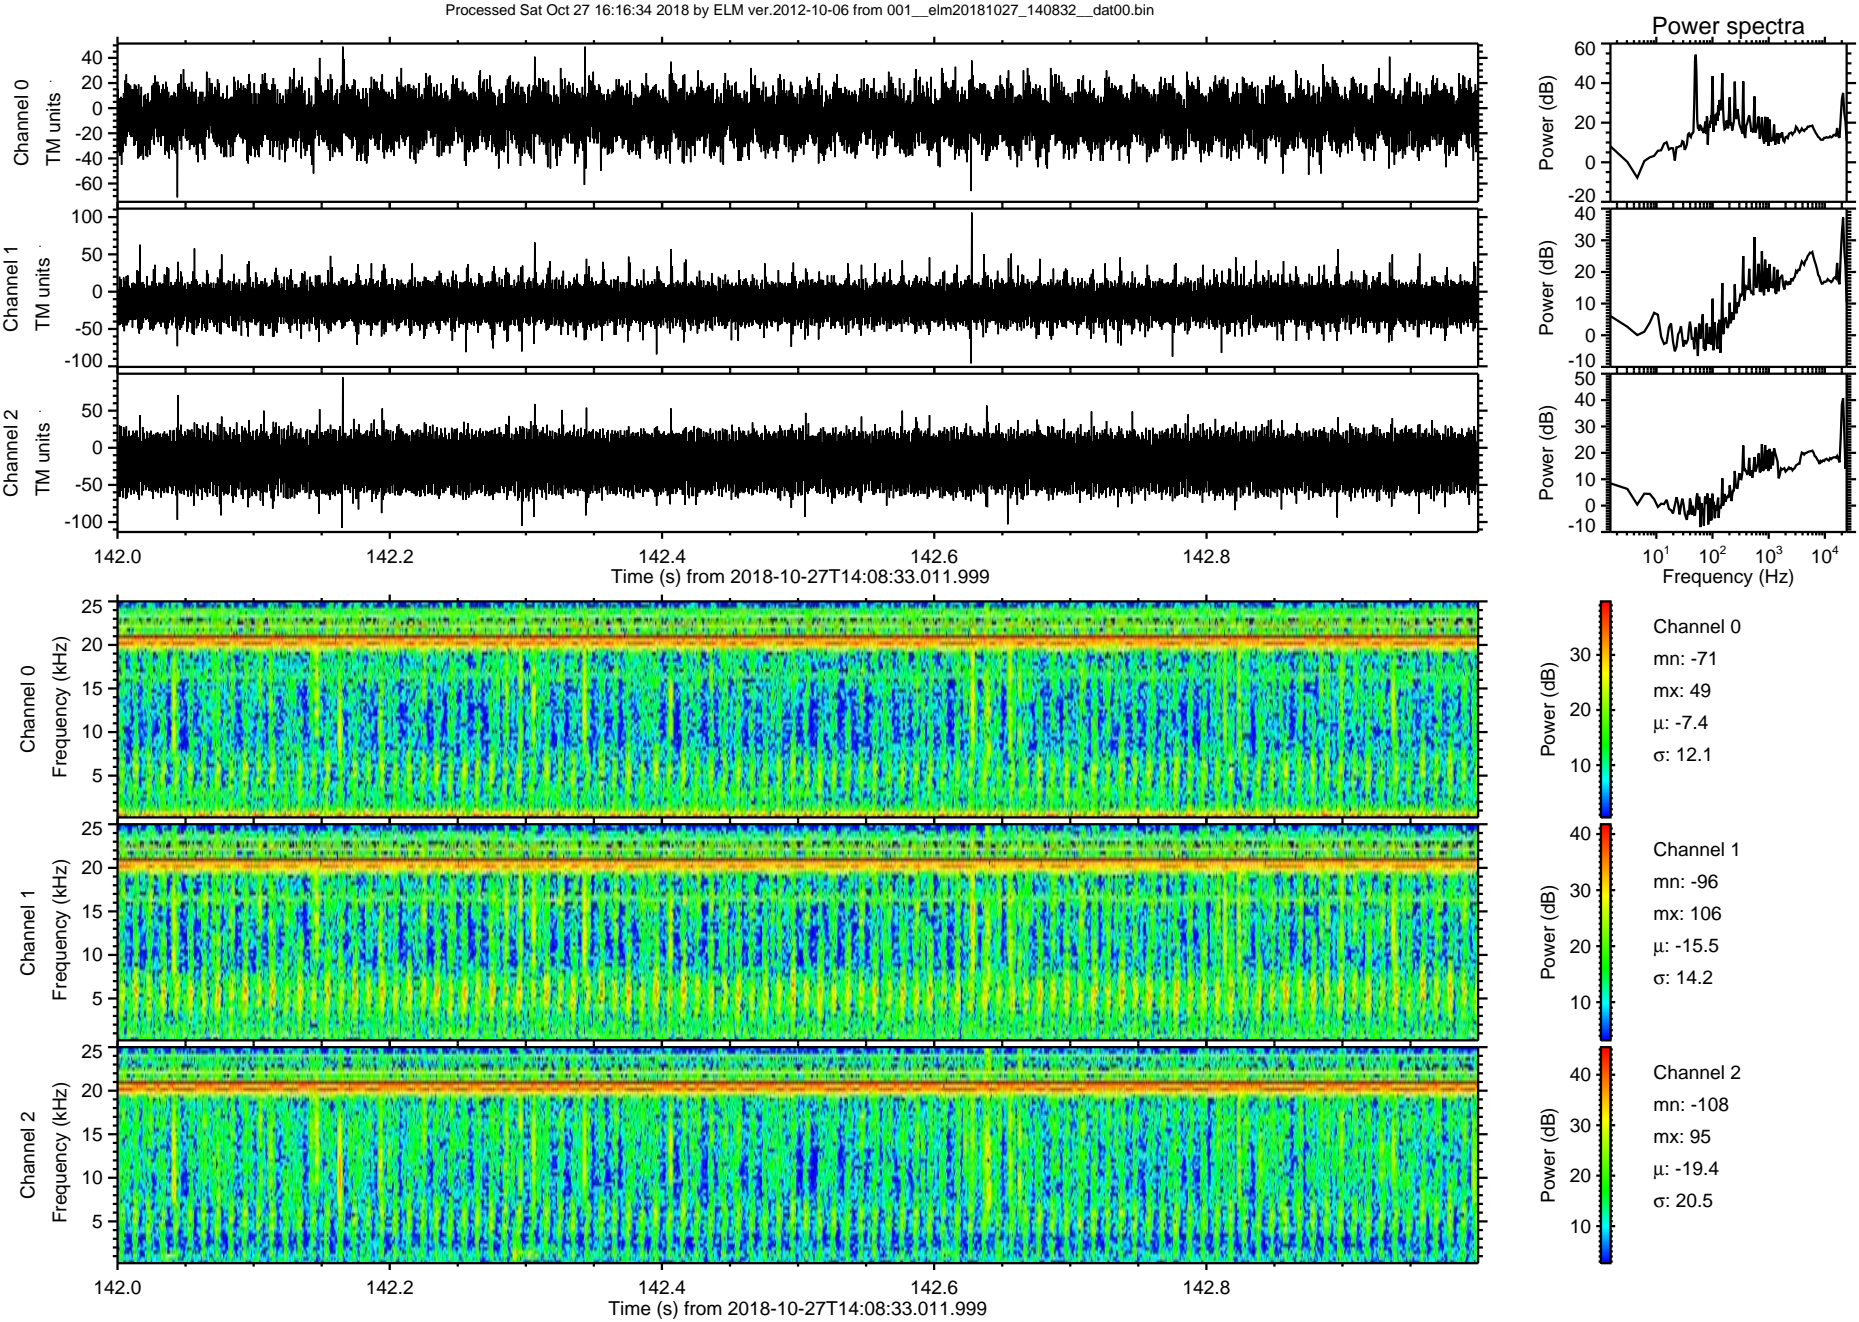 Processed Sat Oct 27 16:16:34 2018 by ELM ver.2012-10-06 from 001__elm20181027_140832__dat00.bin
Power spectra
Channel 0
TM units
40
20
0
-20
-40
-60
Power (dB)
60
40
20
0
-20
Channel 1
TM units
100
50
0
-50
-100
Power (dB)
40
30
20
10
0
-10
Channel 2
TM units
50
0
-50
-100
Power (dB)
50
40
30
20
10
0
-10
142.0 142.2 142.4 142.6 142.8
Time (s) from 2018-10-27T14:08:33.011.999
10^1 10^2 10^3 10^4
Frequency (Hz)
Channel 0
Frequency (kHz)
25
20
15
10
5
Power (dB)
30
20
10
Channel 0
mn: -71
mx: 49
μ: -7.4
σ: 12.1
Channel 1
Frequency (kHz)
25
20
15
10
5
Power (dB)
40
30
20
10
Channel 1
mn: -96
mx: 106
μ: -15.5
σ: 14.2
Channel 2
Frequency (kHz)
25
20
15
10
5
Power (dB)
40
30
20
10
Channel 2
mn: -108
mx: 95
μ: -19.4
σ: 20.5
142.0 142.2 142.4 142.6 142.8
Time (s) from 2018-10-27T14:08:33.011.999